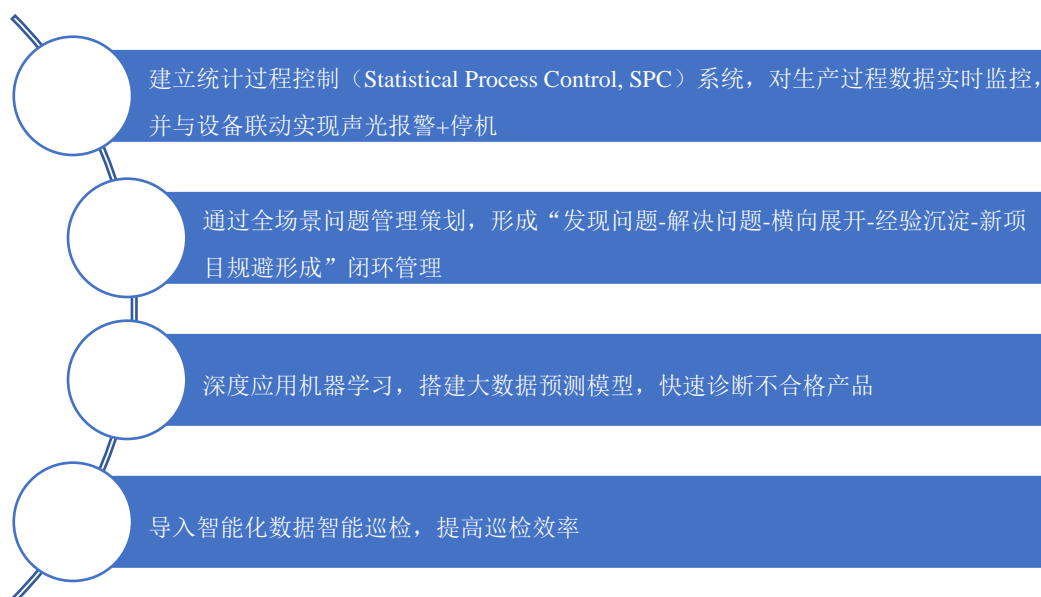 建立统计过程控制（Statistical Process Control, SPC）系统，对生产过程数据实时监控，
并与设备联动实现声光报警+停机
通过全场景问题管理策划，形成“发现问题-解决问题-横向展开-经验沉淀-新项
目规避形成”闭环管理
深度应用机器学习，搭建大数据预测模型，快速诊断不合格产品
导入智能化数据智能巡检，提高巡检效率